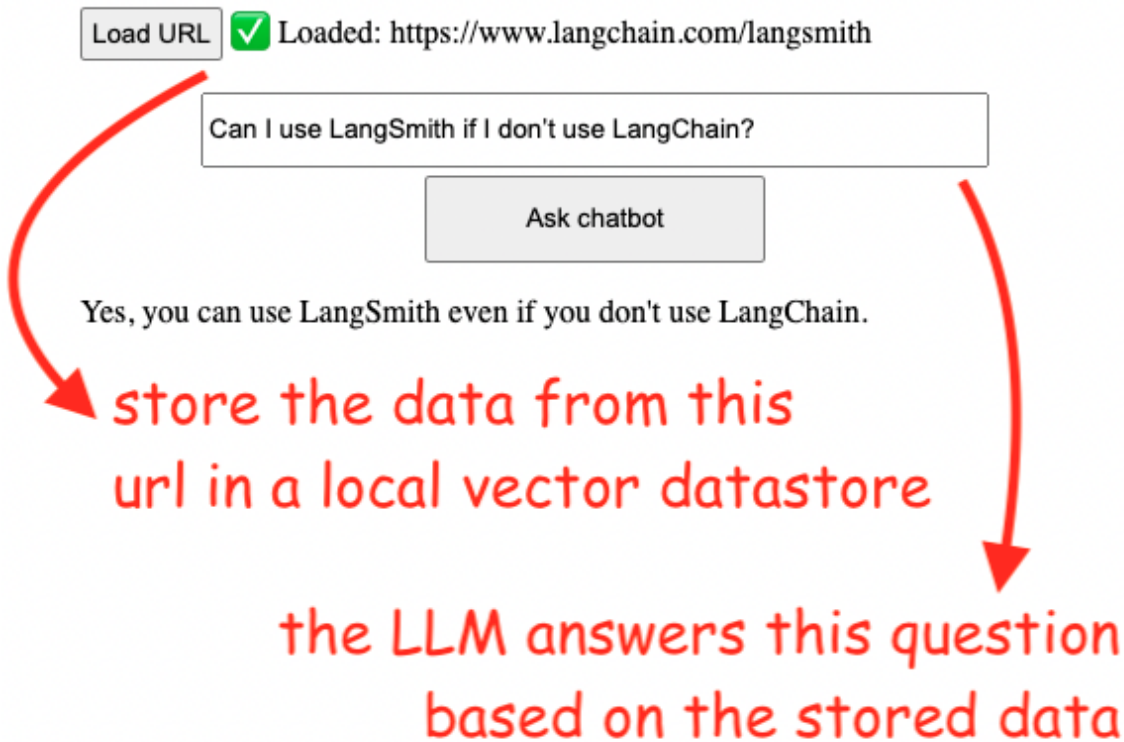 Load URL ✅ Loaded: https://www.langchain.com/langsmith
Can I use LangSmith if I don't use LangChain?
Ask chatbot
Yes, you can use LangSmith even if you don't use LangChain.
store the data from this
url in a local vector datastore
the LLM answers this question
based on the stored data